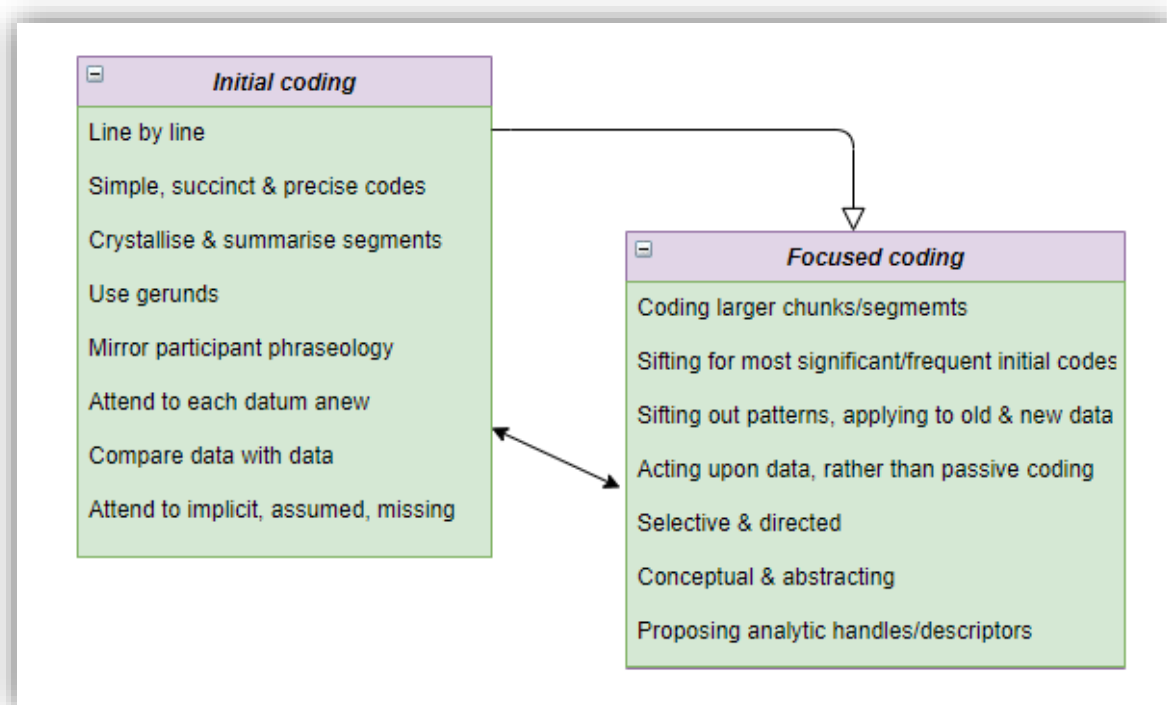 Initial coding
Line by line
Simple, succinct & precise codes
Crystallise & summarise segments
Use gerunds
Mirror participant phraseology
Attend to each datum anew
Compare data with data
Attend to implicit, assumed, missing
Focused coding
Coding larger chunks/segmemts
Sifting for most significant/frequent initial codes
Sifting out patterns, applying to old & new data
Acting upon data, rather than passive coding
Selective & directed
Conceptual & abstracting
Proposing analytic handles/descriptors